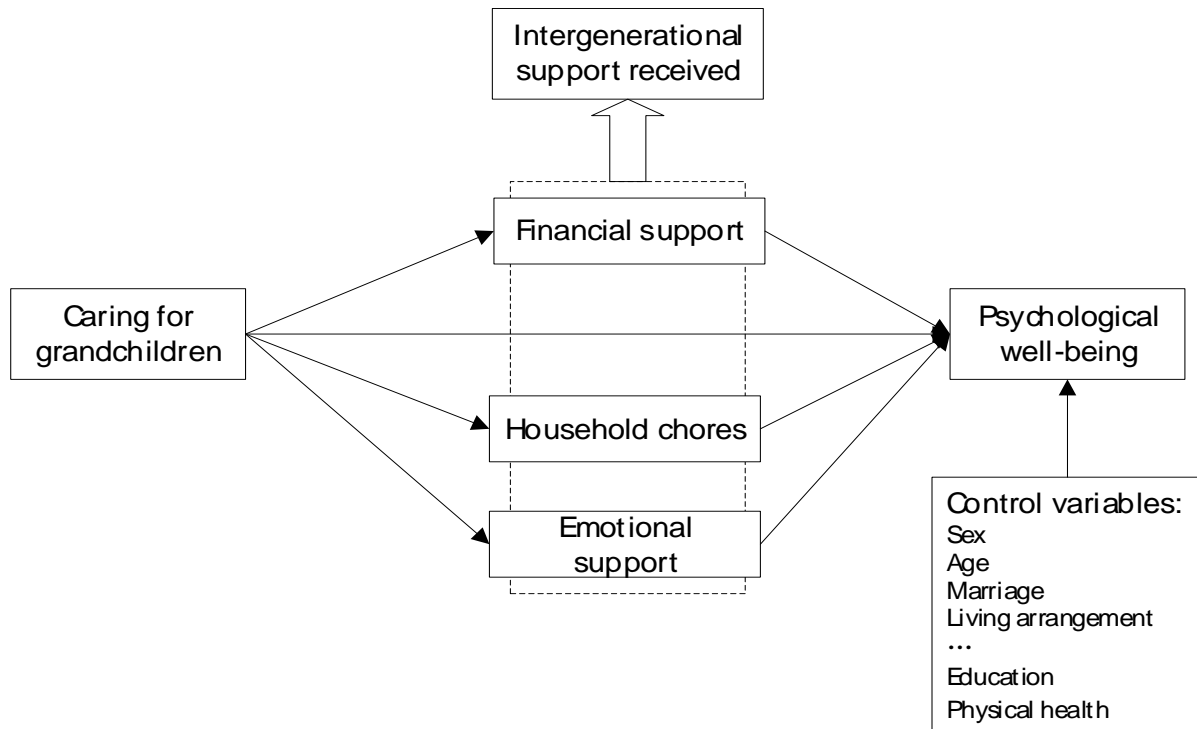 Intergenerational
support received
Financial support
Caring for
grandchildren
Psychological
well-being
Household chores
Emotional
support
Control variables:
Sex
Age
Marriage
Living arrangement
…
Education
Physical health